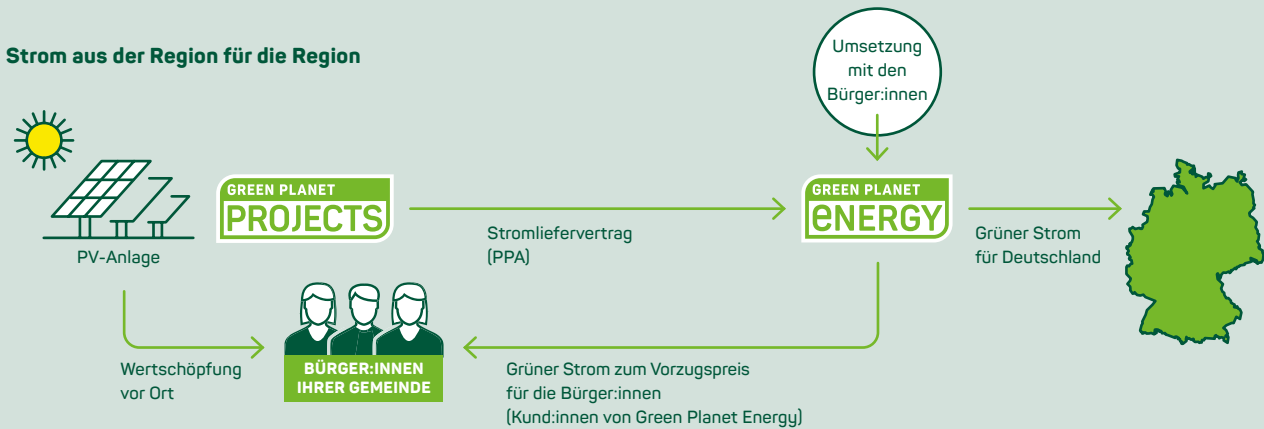 Strom aus der Region für die Region
Umsetzung
mit den
Bürger:innen
PV-Anlage
GREEN PLANET
PROJECTS
Stromliefervertrag
(PPA)
GREEN PLANET
eNERGY
Grüner Strom
für Deutschland
Wertschöpfung
vor Ort
BÜRGER:INNEN
IHRER GEMEINDE
Grüner Strom zum Vorzugspreis
für die Bürger:innen
(Kund:innen von Green Planet Energy)